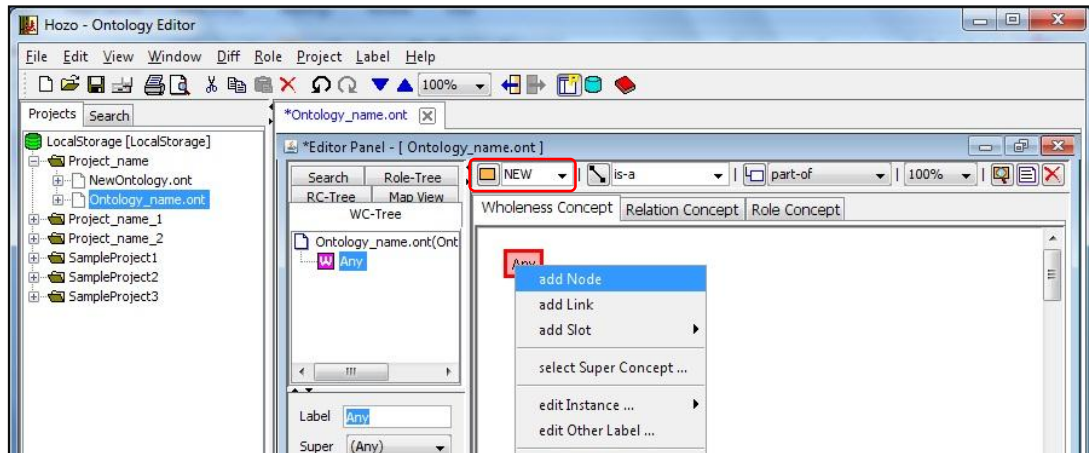 Hozo - Ontology Editor
File Edit View Window Diff Role Project Label Help
100%
Projects Search
*Ontology_name.ont
LocalStorage [LocalStorage]
Project_name
NewOntology.ont
Ontology_name.ont
Project_name_1
Project_name_2
SampleProject1
SampleProject2
SampleProject3
*Editor Panel - [ Ontology_name.ont ]
Search Role-Tree
RC-Tree Map View
WC-Tree
NEW is-a part-of 100%
Wholeness Concept Relation Concept Role Concept
Ontology_name.ont(Ont
W Any
Any
add Node
add Link
add Slot
select Super Concept ...
edit Instance ...
edit Other Label ...
Label Any
Super (Any)